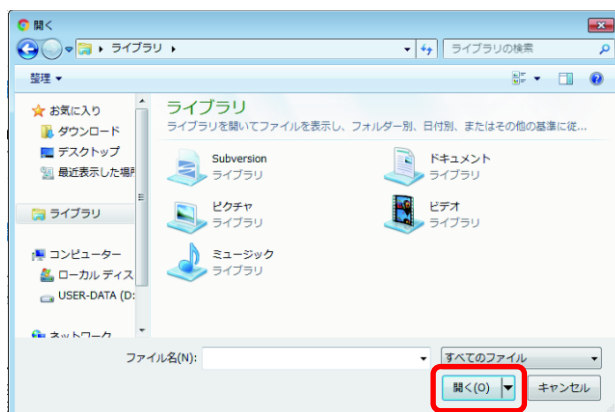 開く
ライブラリ
ライブラリの検索
整理
お気に入り
ダウンロード
デスクトップ
最近表示した場所
ライブラリ
コンピューター
ローカル ディス
USER-DATA (D:
ネットワーク
ライブラリ
ライブラリを開いてファイルを表示し、フォルダー別、日付別、またはその他の基準に従...
Subversion
ライブラリ
ドキュメント
ライブラリ
ピクチャ
ライブラリ
ビデオ
ライブラリ
ミュージック
ライブラリ
ファイル名(N):
すべてのファイル
開く(O)
キャンセル